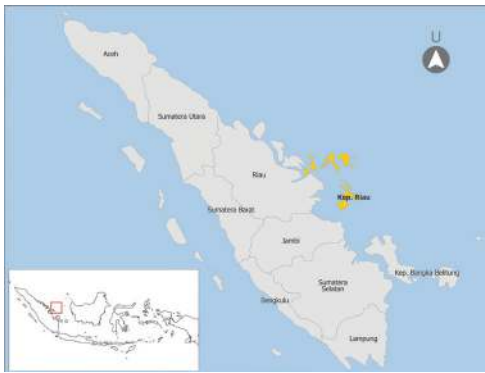 U
Aceh
Sumatera Utara
Riau
Kep. Riau
Sumatera Barat
Jambi
Kep. Bangka Belitung
Sumatera
Selatan
Bengkulu
Lampung